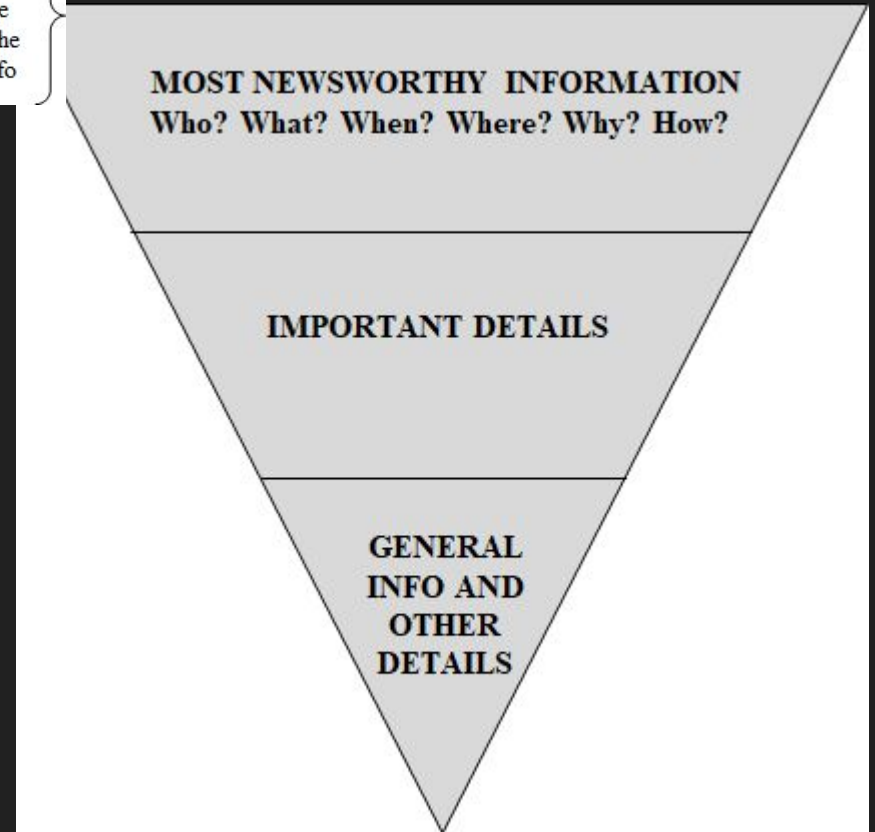 MOST NEWSWORTHY INFORMATION
Who? What? When? Where? Why? How?
IMPORTANT DETAILS
GENERAL
INFO AND
OTHER
DETAILS